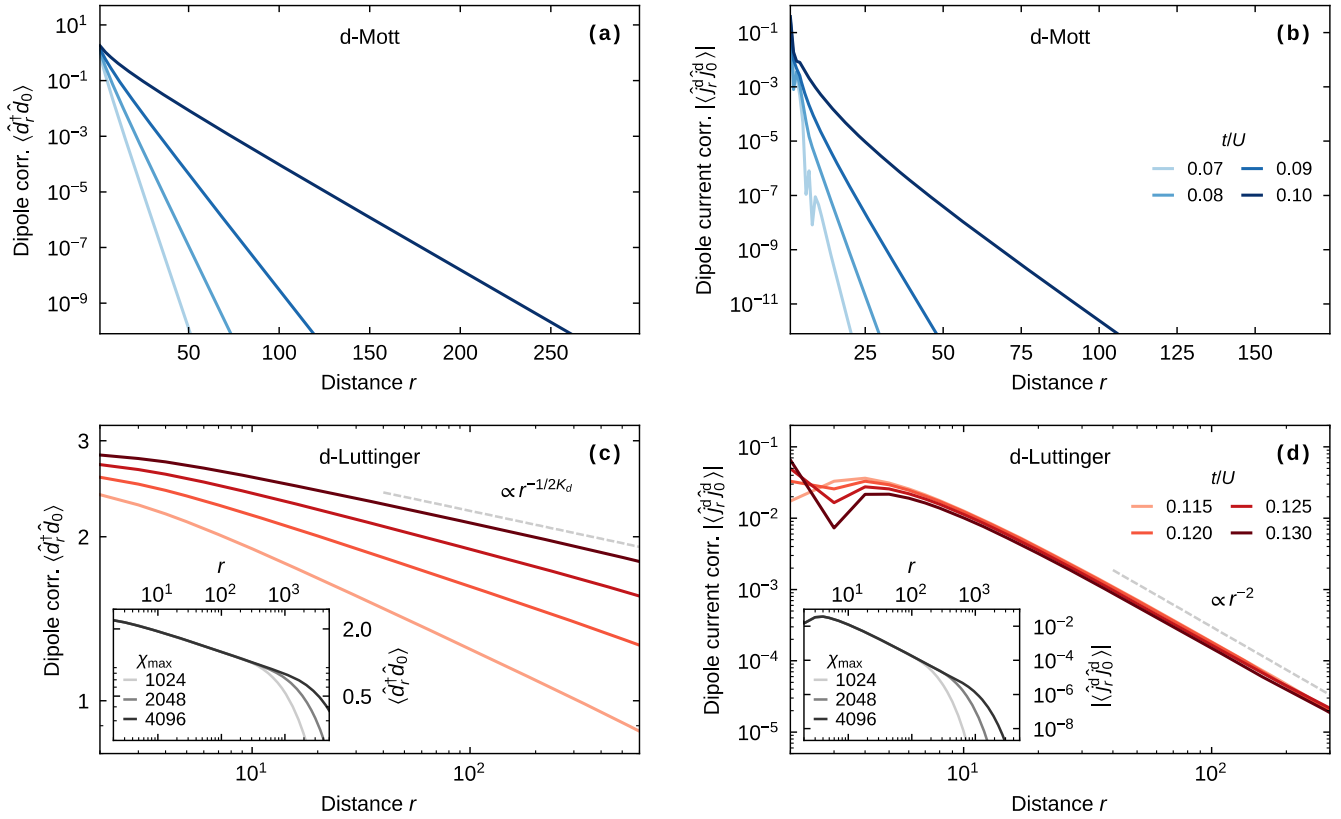 d-Mott
(a)
Dipole corr. ⟨d̂†_r d̂_0⟩
10^1
10^−1
10^−3
10^−5
10^−7
10^−9
50 100 150 200 250
Distance r
d-Mott
(b)
Dipole current corr. |⟨ĵ^d_r ĵ^d_0⟩|
10^−1
10^−3
10^−5
10^−7
10^−9
10^−11
t/U
0.07 0.09
0.08 0.10
25 50 75 100 125 150
Distance r
d-Luttinger
(c)
Dipole corr. ⟨d̂†_r d̂_0⟩
3
2
1
∝r^−1/2K_d
r
10^1 10^2 10^3
2.0
0.5
⟨d̂†_r d̂_0⟩
χ_max
1024
2048
4096
10^1 10^2
Distance r
d-Luttinger
(d)
Dipole current corr. |⟨ĵ^d_r ĵ^d_0⟩|
10^−1
10^−2
10^−3
10^−4
10^−5
t/U
0.115 0.125
0.120 0.130
∝r^−2
r
10^1 10^2 10^3
10^−2
10^−4
10^−6
10^−8
|⟨ĵ^d_r ĵ^d_0⟩|
χ_max
1024
2048
4096
10^1 10^2
Distance r